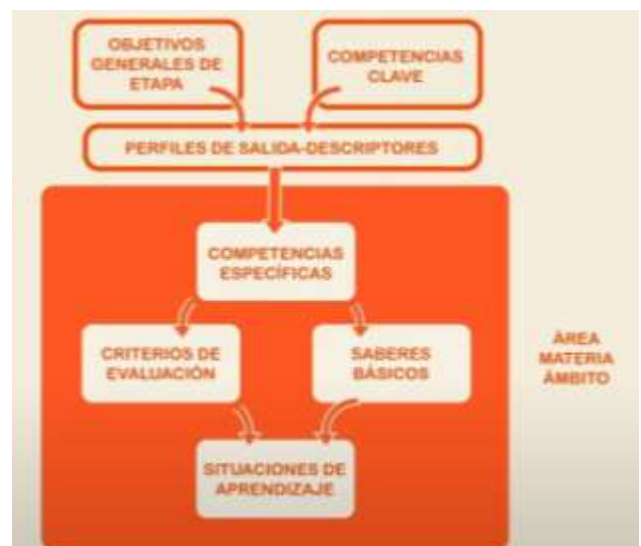 OBJETIVOS
GENERALES DE
ETAPA
COMPETENCIAS
CLAVE
PERFILES DE SALIDA-DESCRIPTORES
COMPETENCIAS
ESPECÍFICAS
CRITERIOS DE
EVALUACIÓN
SABERES
BÁSICOS
ÁREA
MATERIA
ÁMBITO
SITUACIONES DE
APRENDIZAJE